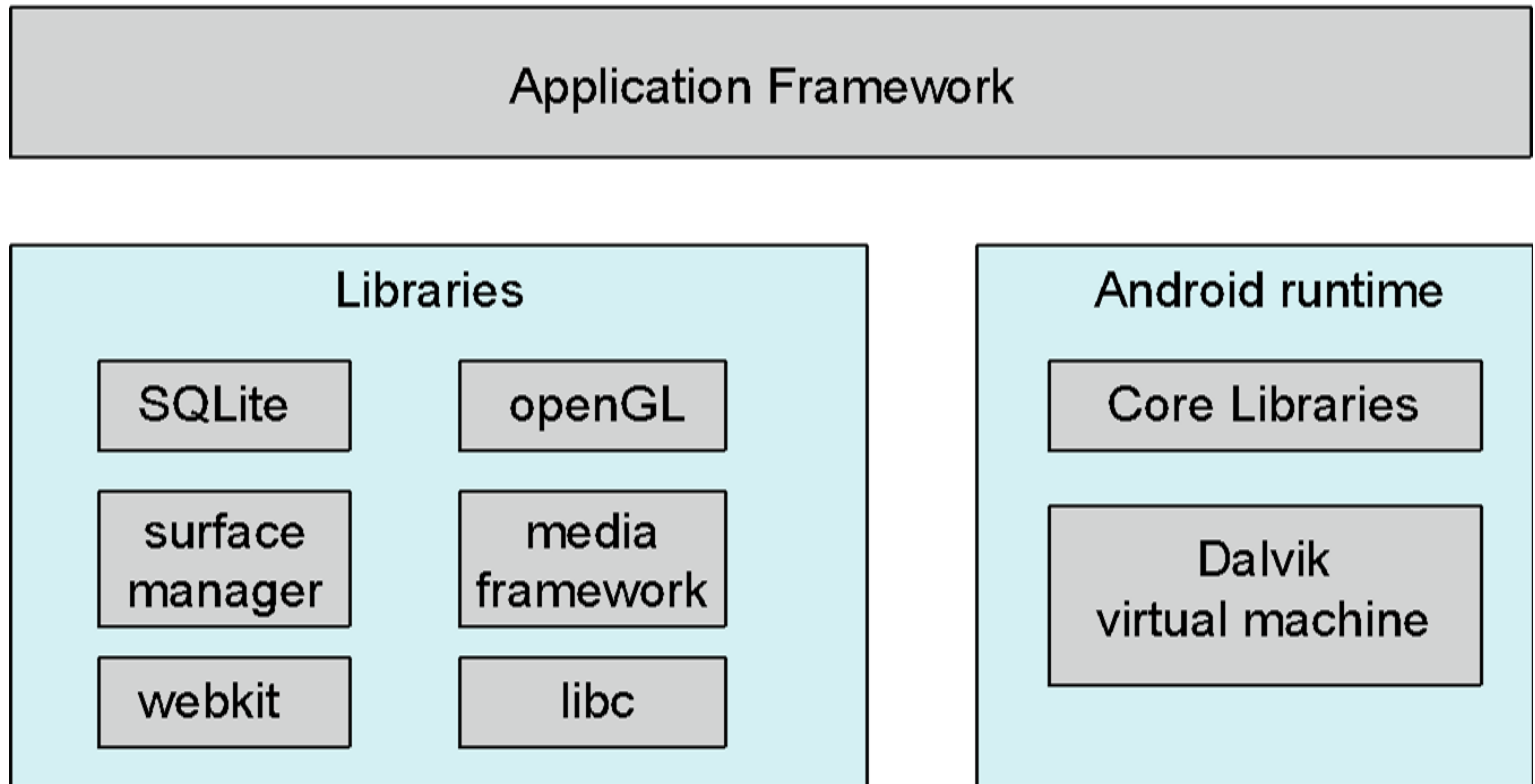 Application Framework
Libraries
SQLite
openGL
surface
manager
media
framework
webkit
libc
Android runtime
Core Libraries
Dalvik
virtual machine